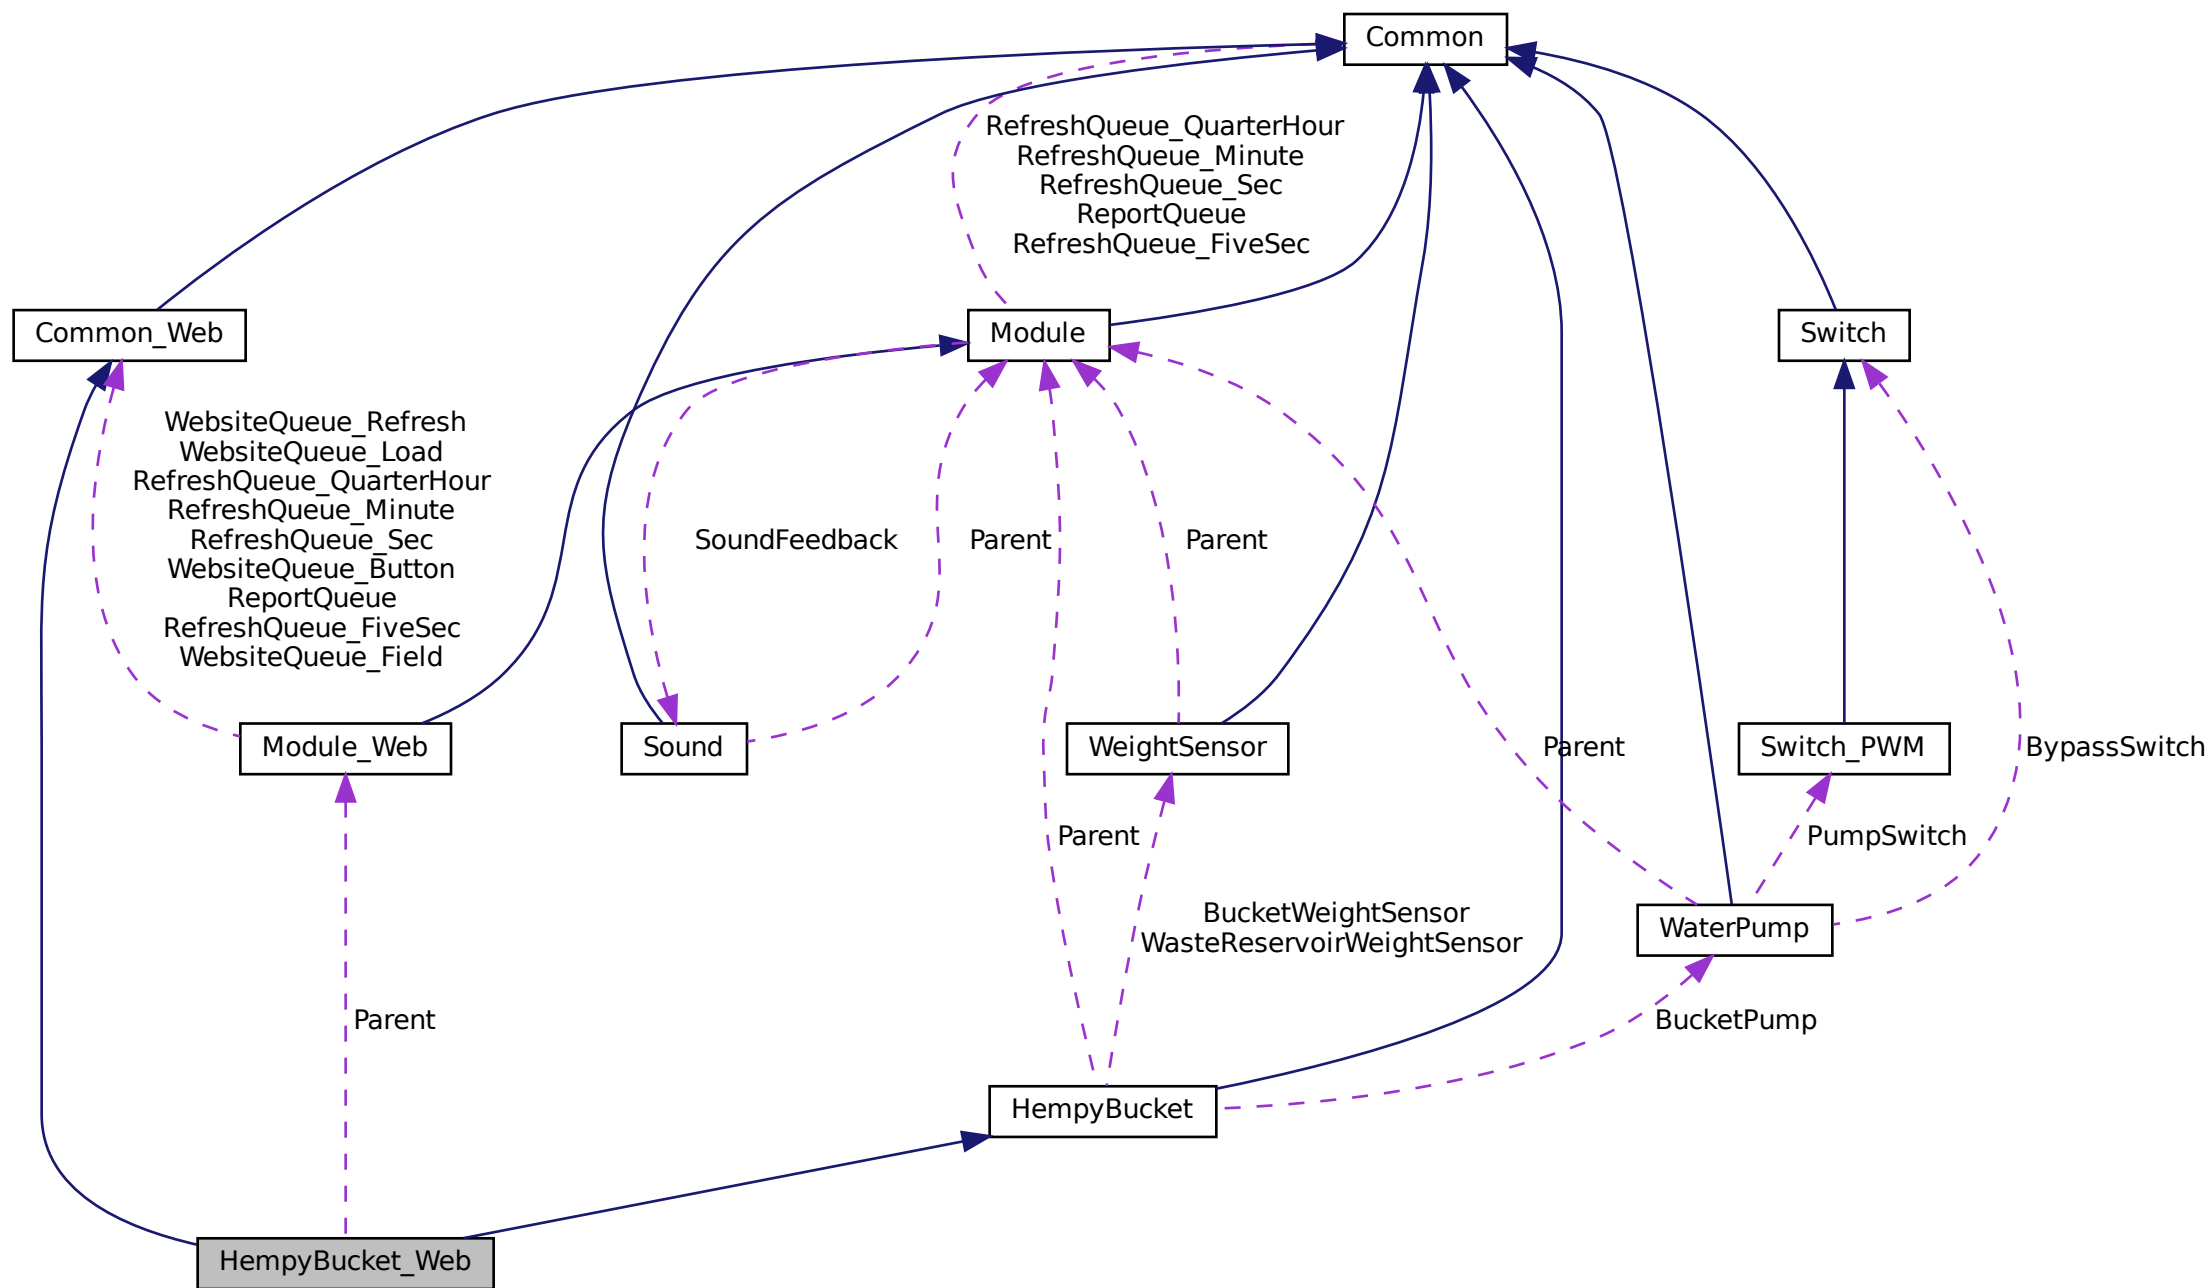 Common
RefreshQueue_QuarterHour
RefreshQueue_Minute
RefreshQueue_Sec
ReportQueue
RefreshQueue_FiveSec
Common_Web
Module
Switch
WebsiteQueue_Refresh
WebsiteQueue_Load
RefreshQueue_QuarterHour
RefreshQueue_Minute
RefreshQueue_Sec
WebsiteQueue_Button
ReportQueue
RefreshQueue_FiveSec
WebsiteQueue_Field
SoundFeedback
Parent
Parent
Module_Web
Sound
WeightSensor
Parent
Switch_PWM
BypassSwitch
Parent
PumpSwitch
BucketWeightSensor
WasteReservoirWeightSensor
WaterPump
Parent
BucketPump
HempyBucket
HempyBucket_Web